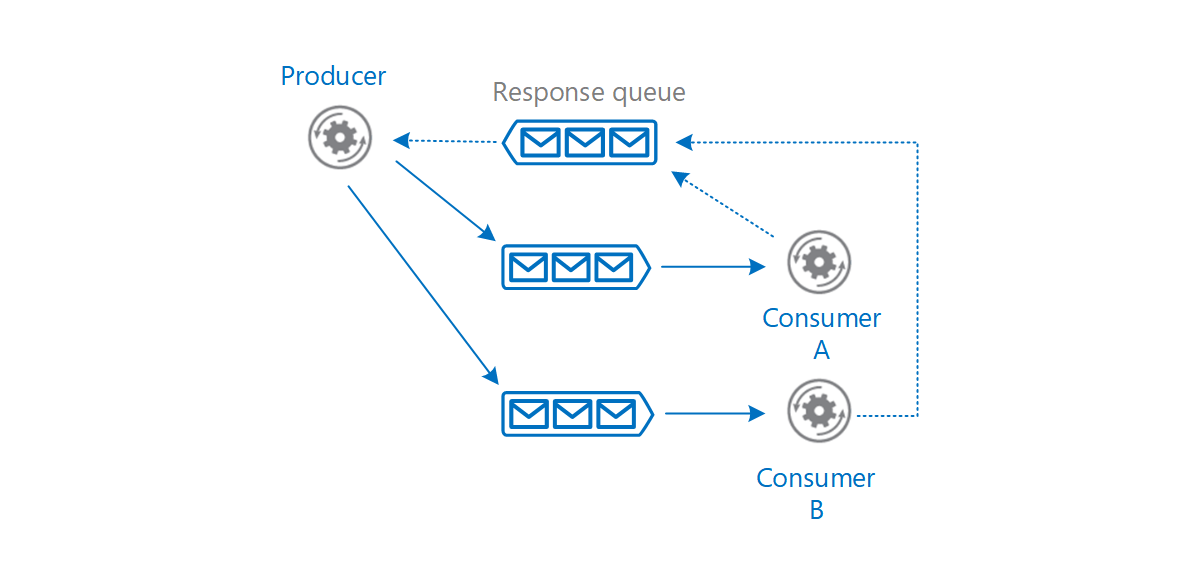 Producer
Response queue
Consumer
A
Consumer
B